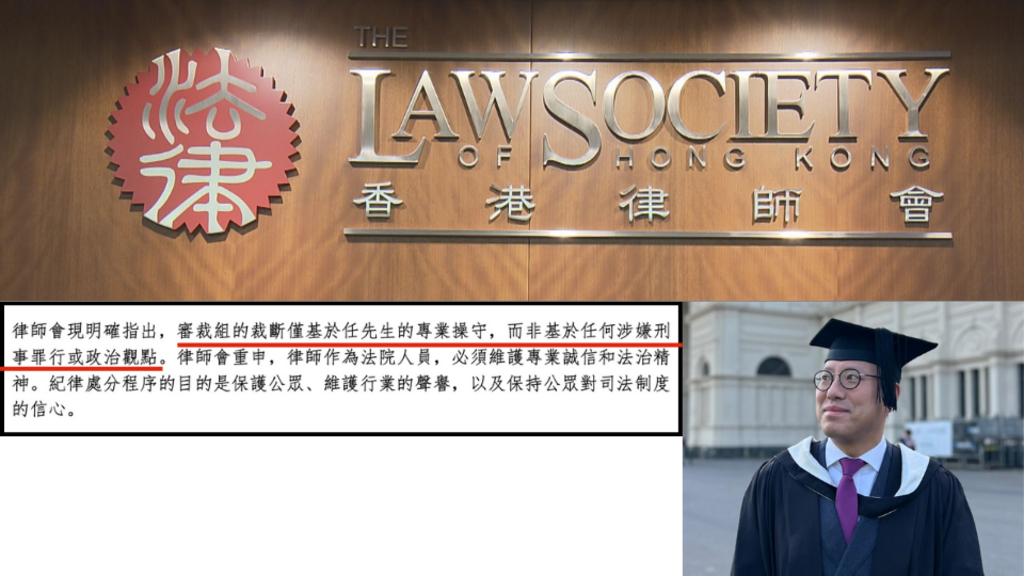 法律
THE
LAW SOCIETY
OF HONG KONG
香港律師會
律師會現明確指出，審裁組的裁斷僅基於任先生的專業操守，而非基於任何涉嫌刑
事罪行或政治觀點。律師會重申，律師作為法院人員，必須維護專業誠信和法治精
神。紀律處分程序的目的是保護公眾、維護行業的聲譽，以及保持公眾對司法制度
的信心。